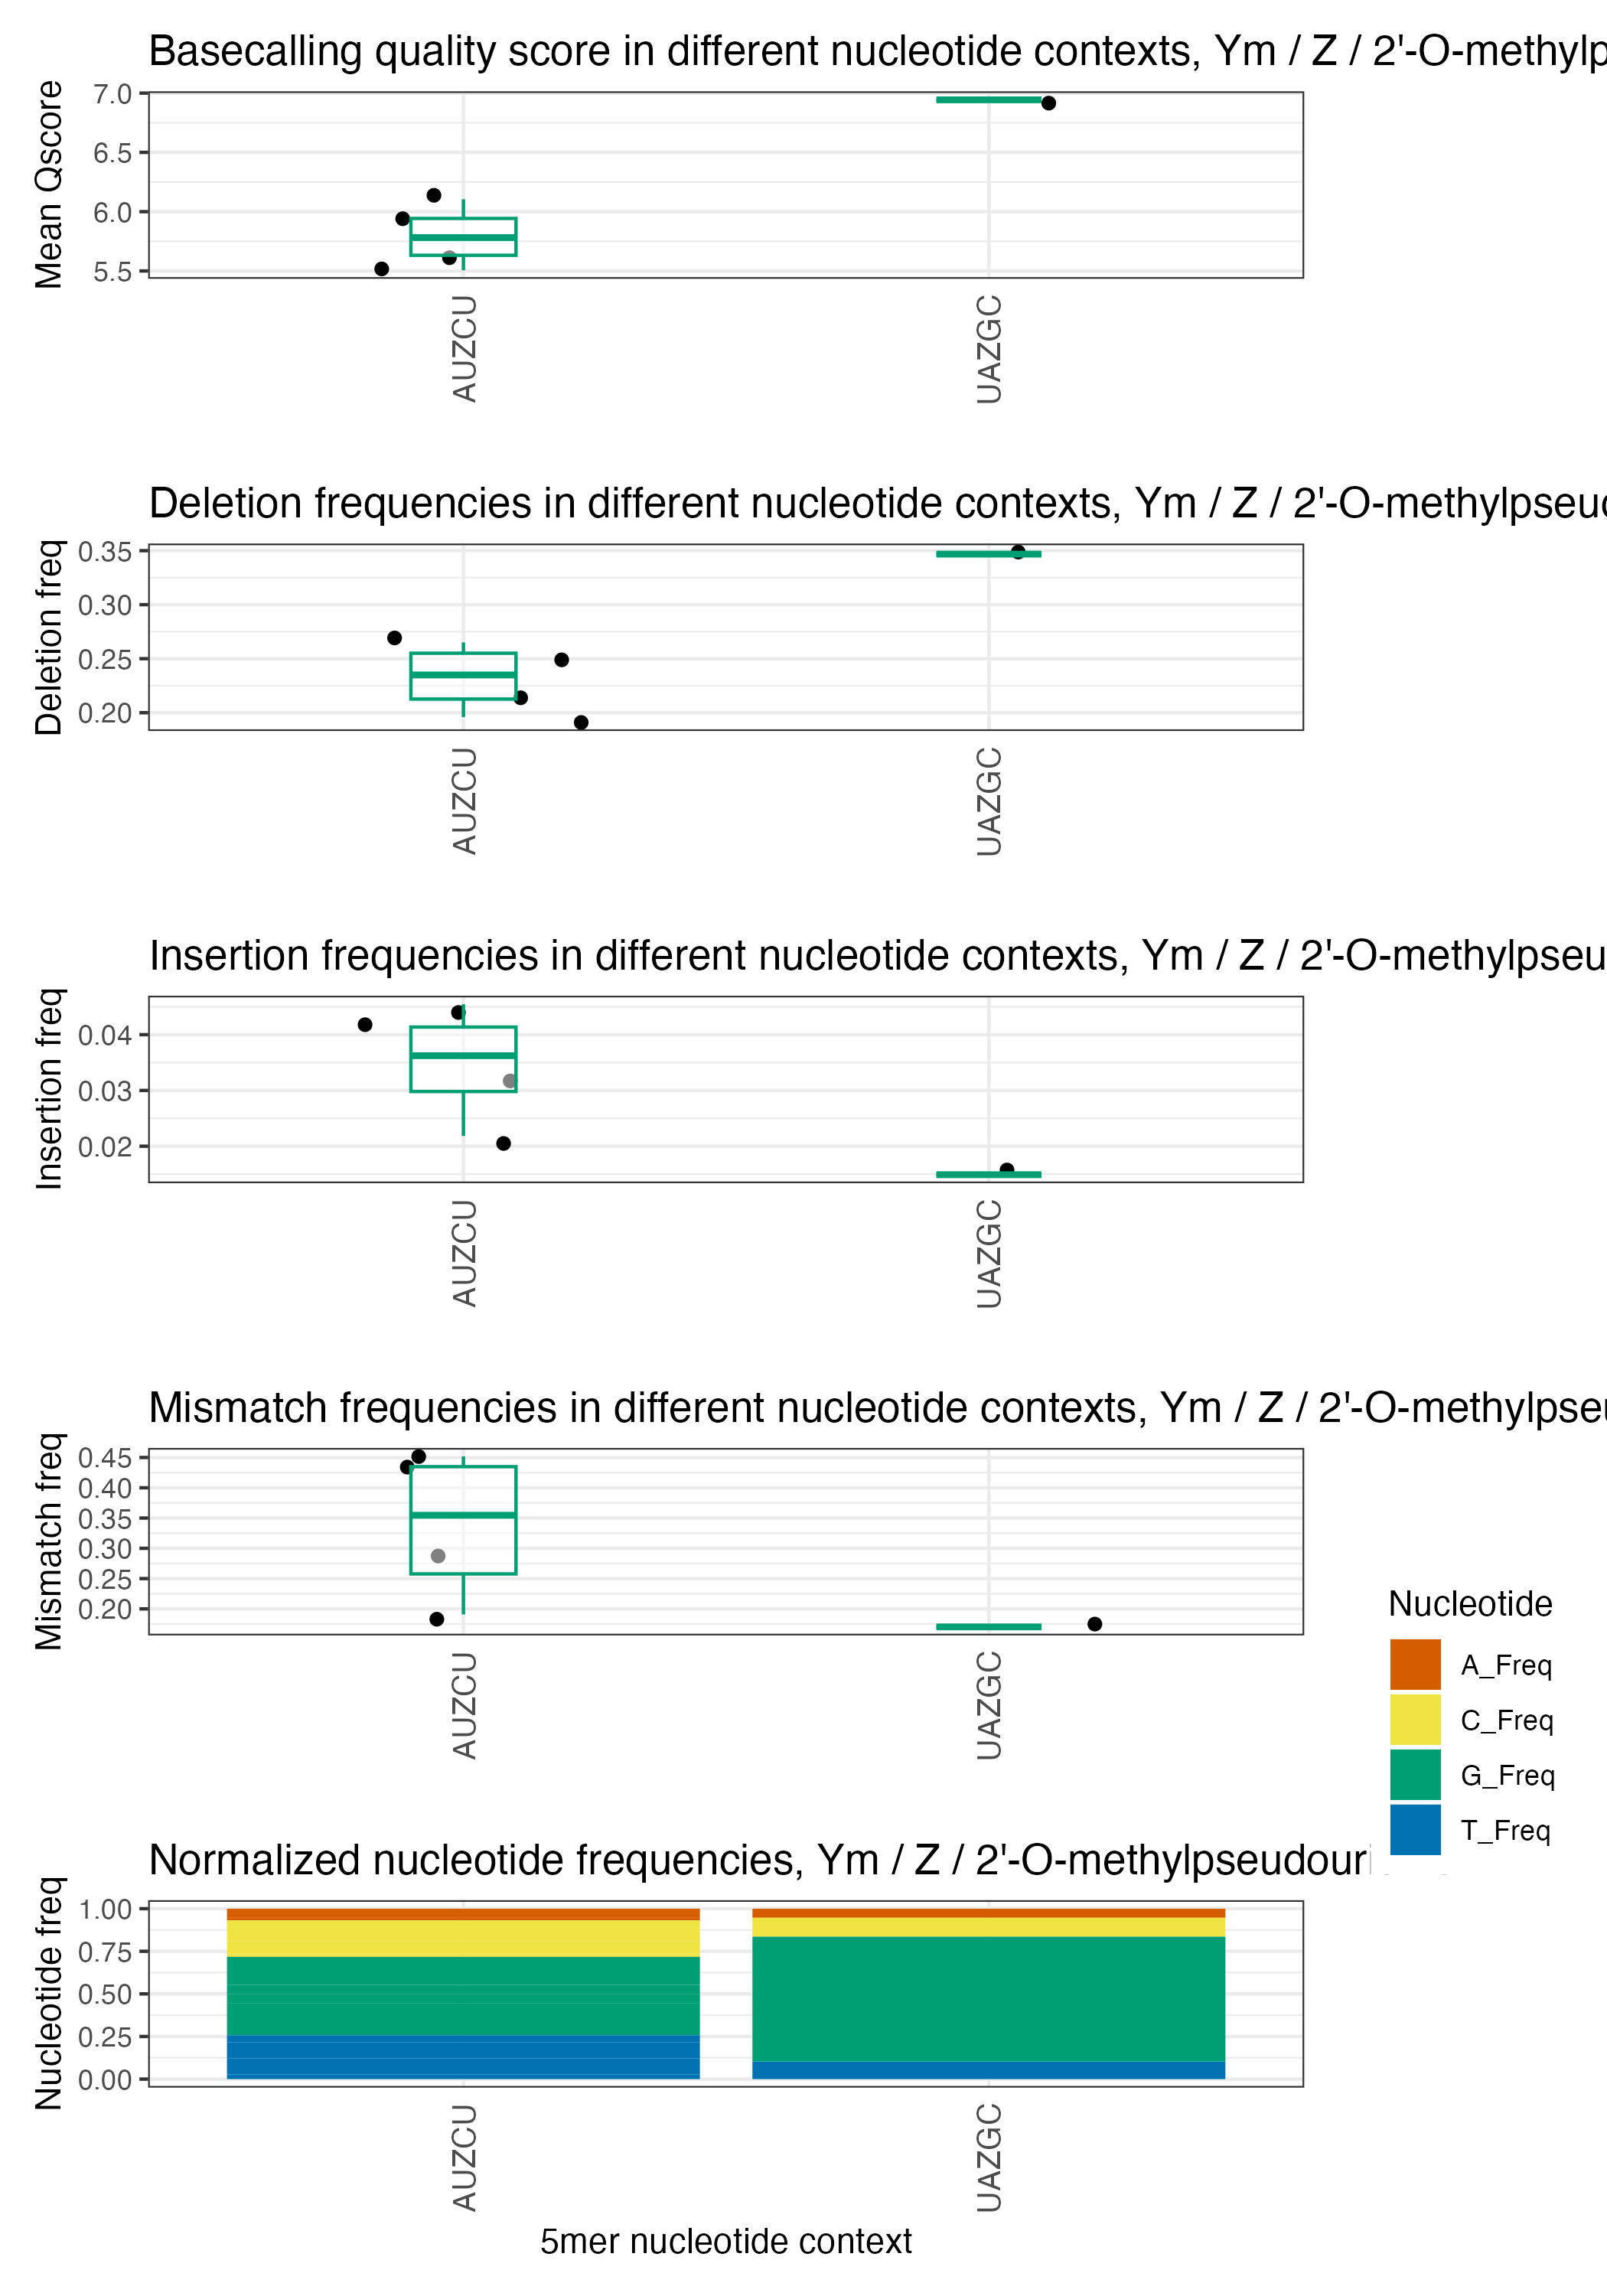 Basecalling quality score in different nucleotide contexts, Ym / Z / 2'-O-methylp
Mean Qscore
7.0
6.5
6.0
5.5
AUZCU
UAZGC
Deletion frequencies in different nucleotide contexts, Ym / Z / 2'-O-methylpseud
Deletion freq
0.35
0.30
0.25
0.20
AUZCU
UAZGC
Insertion frequencies in different nucleotide contexts, Ym / Z / 2'-O-methylpseu
Insertion freq
0.04
0.03
0.02
AUZCU
UAZGC
Mismatch frequencies in different nucleotide contexts, Ym / Z / 2'-O-methylpseu
Mismatch freq
0.45
0.40
0.35
0.30
0.25
0.20
AUZCU
UAZGC
Nucleotide
A_Freq
C_Freq
G_Freq
T_Freq
Normalized nucleotide frequencies, Ym / Z / 2'-O-methylpseudouri
Nucleotide freq
1.00
0.75
0.50
0.25
0.00
AUZCU
UAZGC
5mer nucleotide context